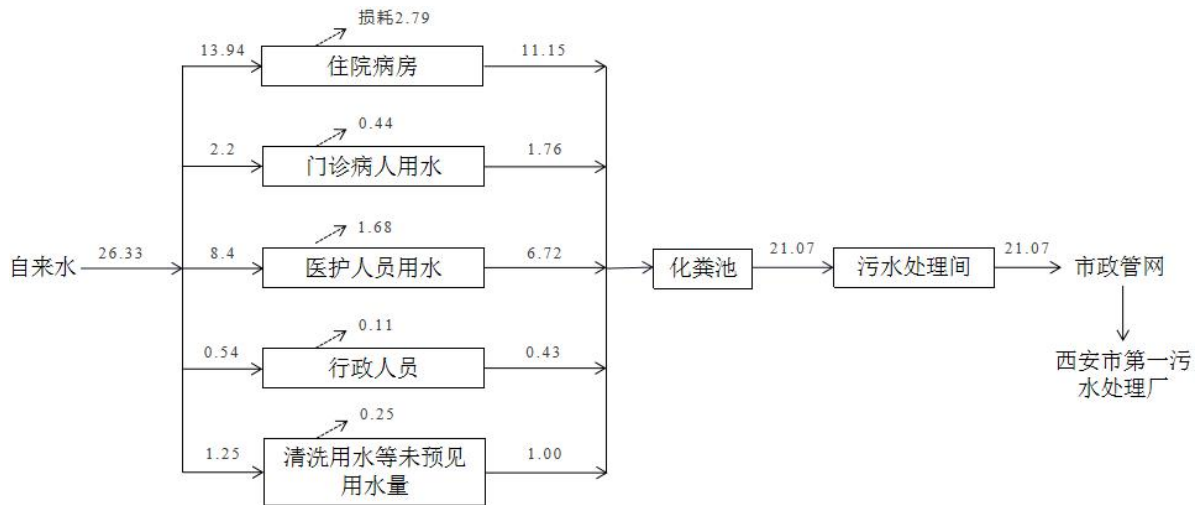 损耗2.79
13.94
住院病房
11.15
0.44
2.2
门诊病人用水
1.76
1.68
自来水
26.33
8.4
医护人员用水
6.72
化粪池
21.07
污水处理间
21.07
市政管网
0.11
0.54
行政人员
0.43
西安市第一污
水处理厂
0.25
1.25
清洗用水等未预见
用水量
1.00